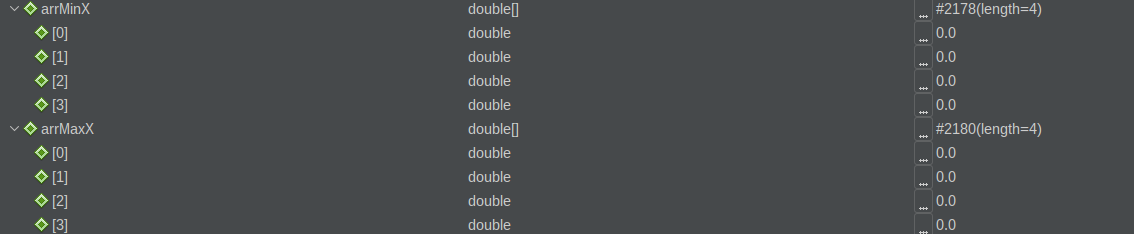 arrMinX double[] ... #2178(length=4)
[0] double ... 0.0
[1] double ... 0.0
[2] double ... 0.0
[3] double ... 0.0
arrMaxX double[] ... #2180(length=4)
[0] double ... 0.0
[1] double ... 0.0
[2] double ... 0.0
[3] double ... 0.0